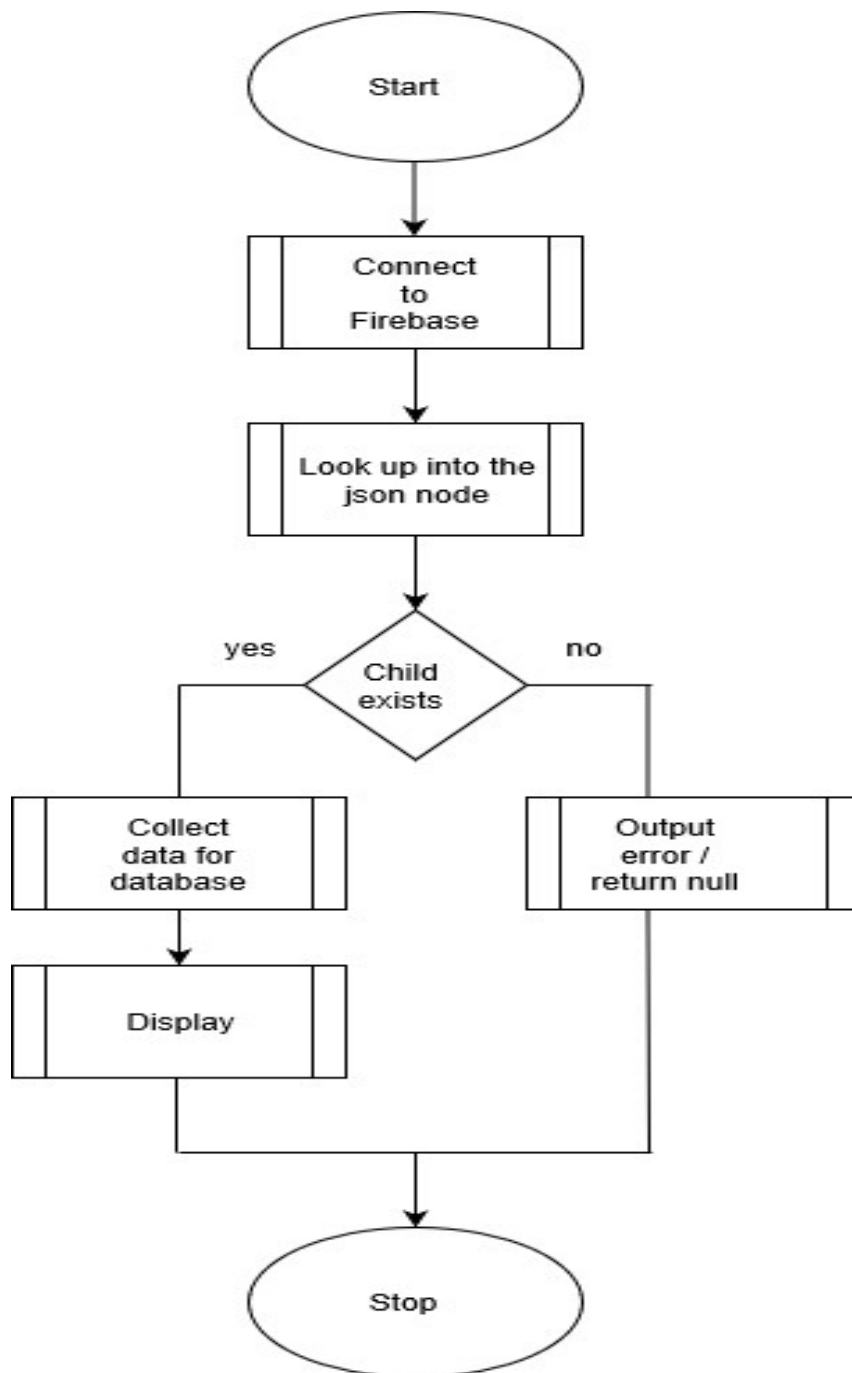 Start
Connect
to
Firebase
Look up into the
json node
yes
no
Child
exists
Collect
data for
database
Output
error /
return null
Display
Stop